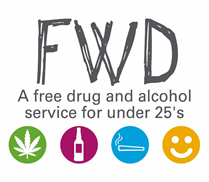 FWD
A free drug and alcohol
service for under 25's